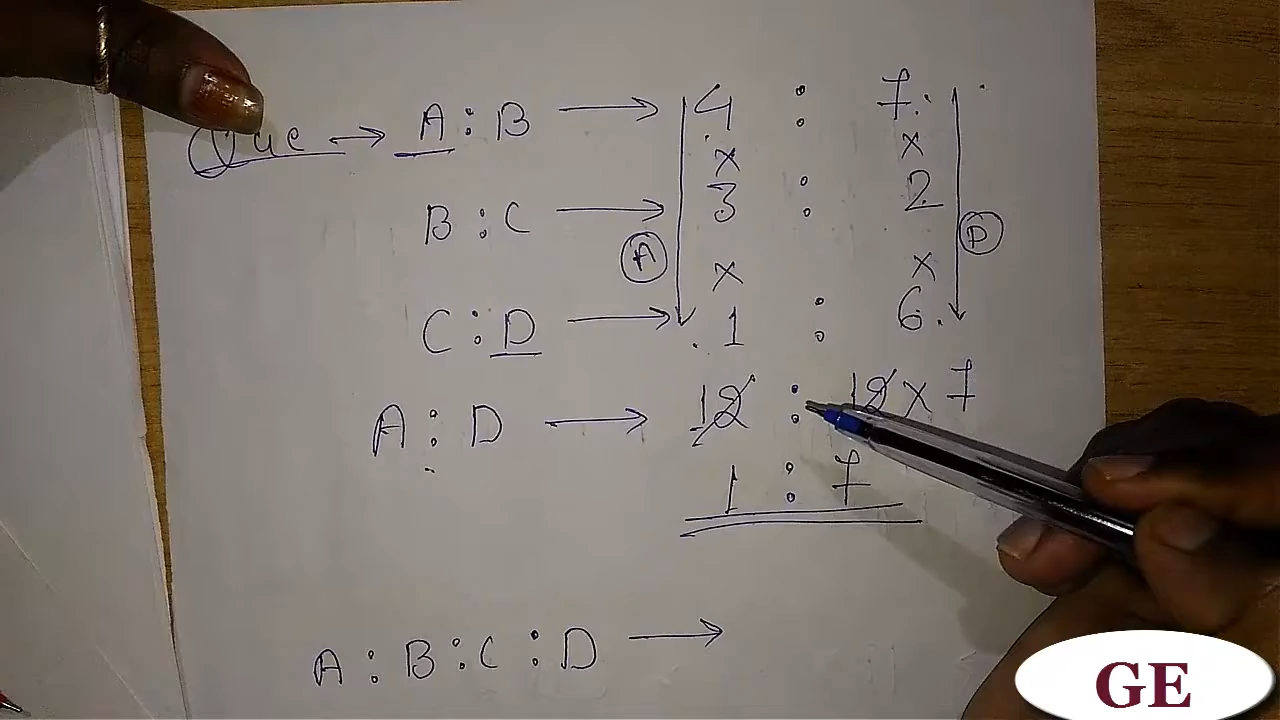 Que → A : B → 4 : 7
x x
B : C → 3 : 2
A x x D
C : D → 1 : 6
A : D → 12 : 12 x 7
1 : 7
A : B : C : D →
GE